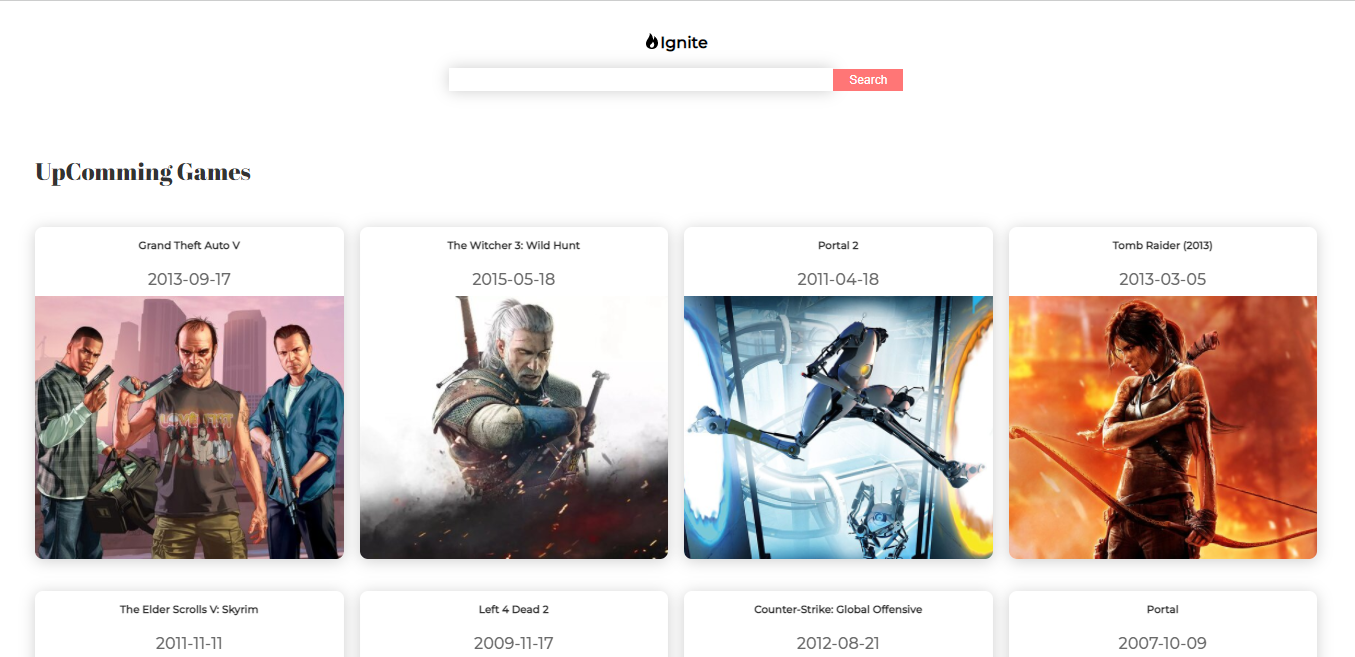 Ignite
Search
UpComming Games
Grand Theft Auto V
2013-09-17
The Witcher 3: Wild Hunt
2015-05-18
Portal 2
2011-04-18
Tomb Raider (2013)
2013-03-05
The Elder Scrolls V: Skyrim
2011-11-11
Left 4 Dead 2
2009-11-17
Counter-Strike: Global Offensive
2012-08-21
Portal
2007-10-09